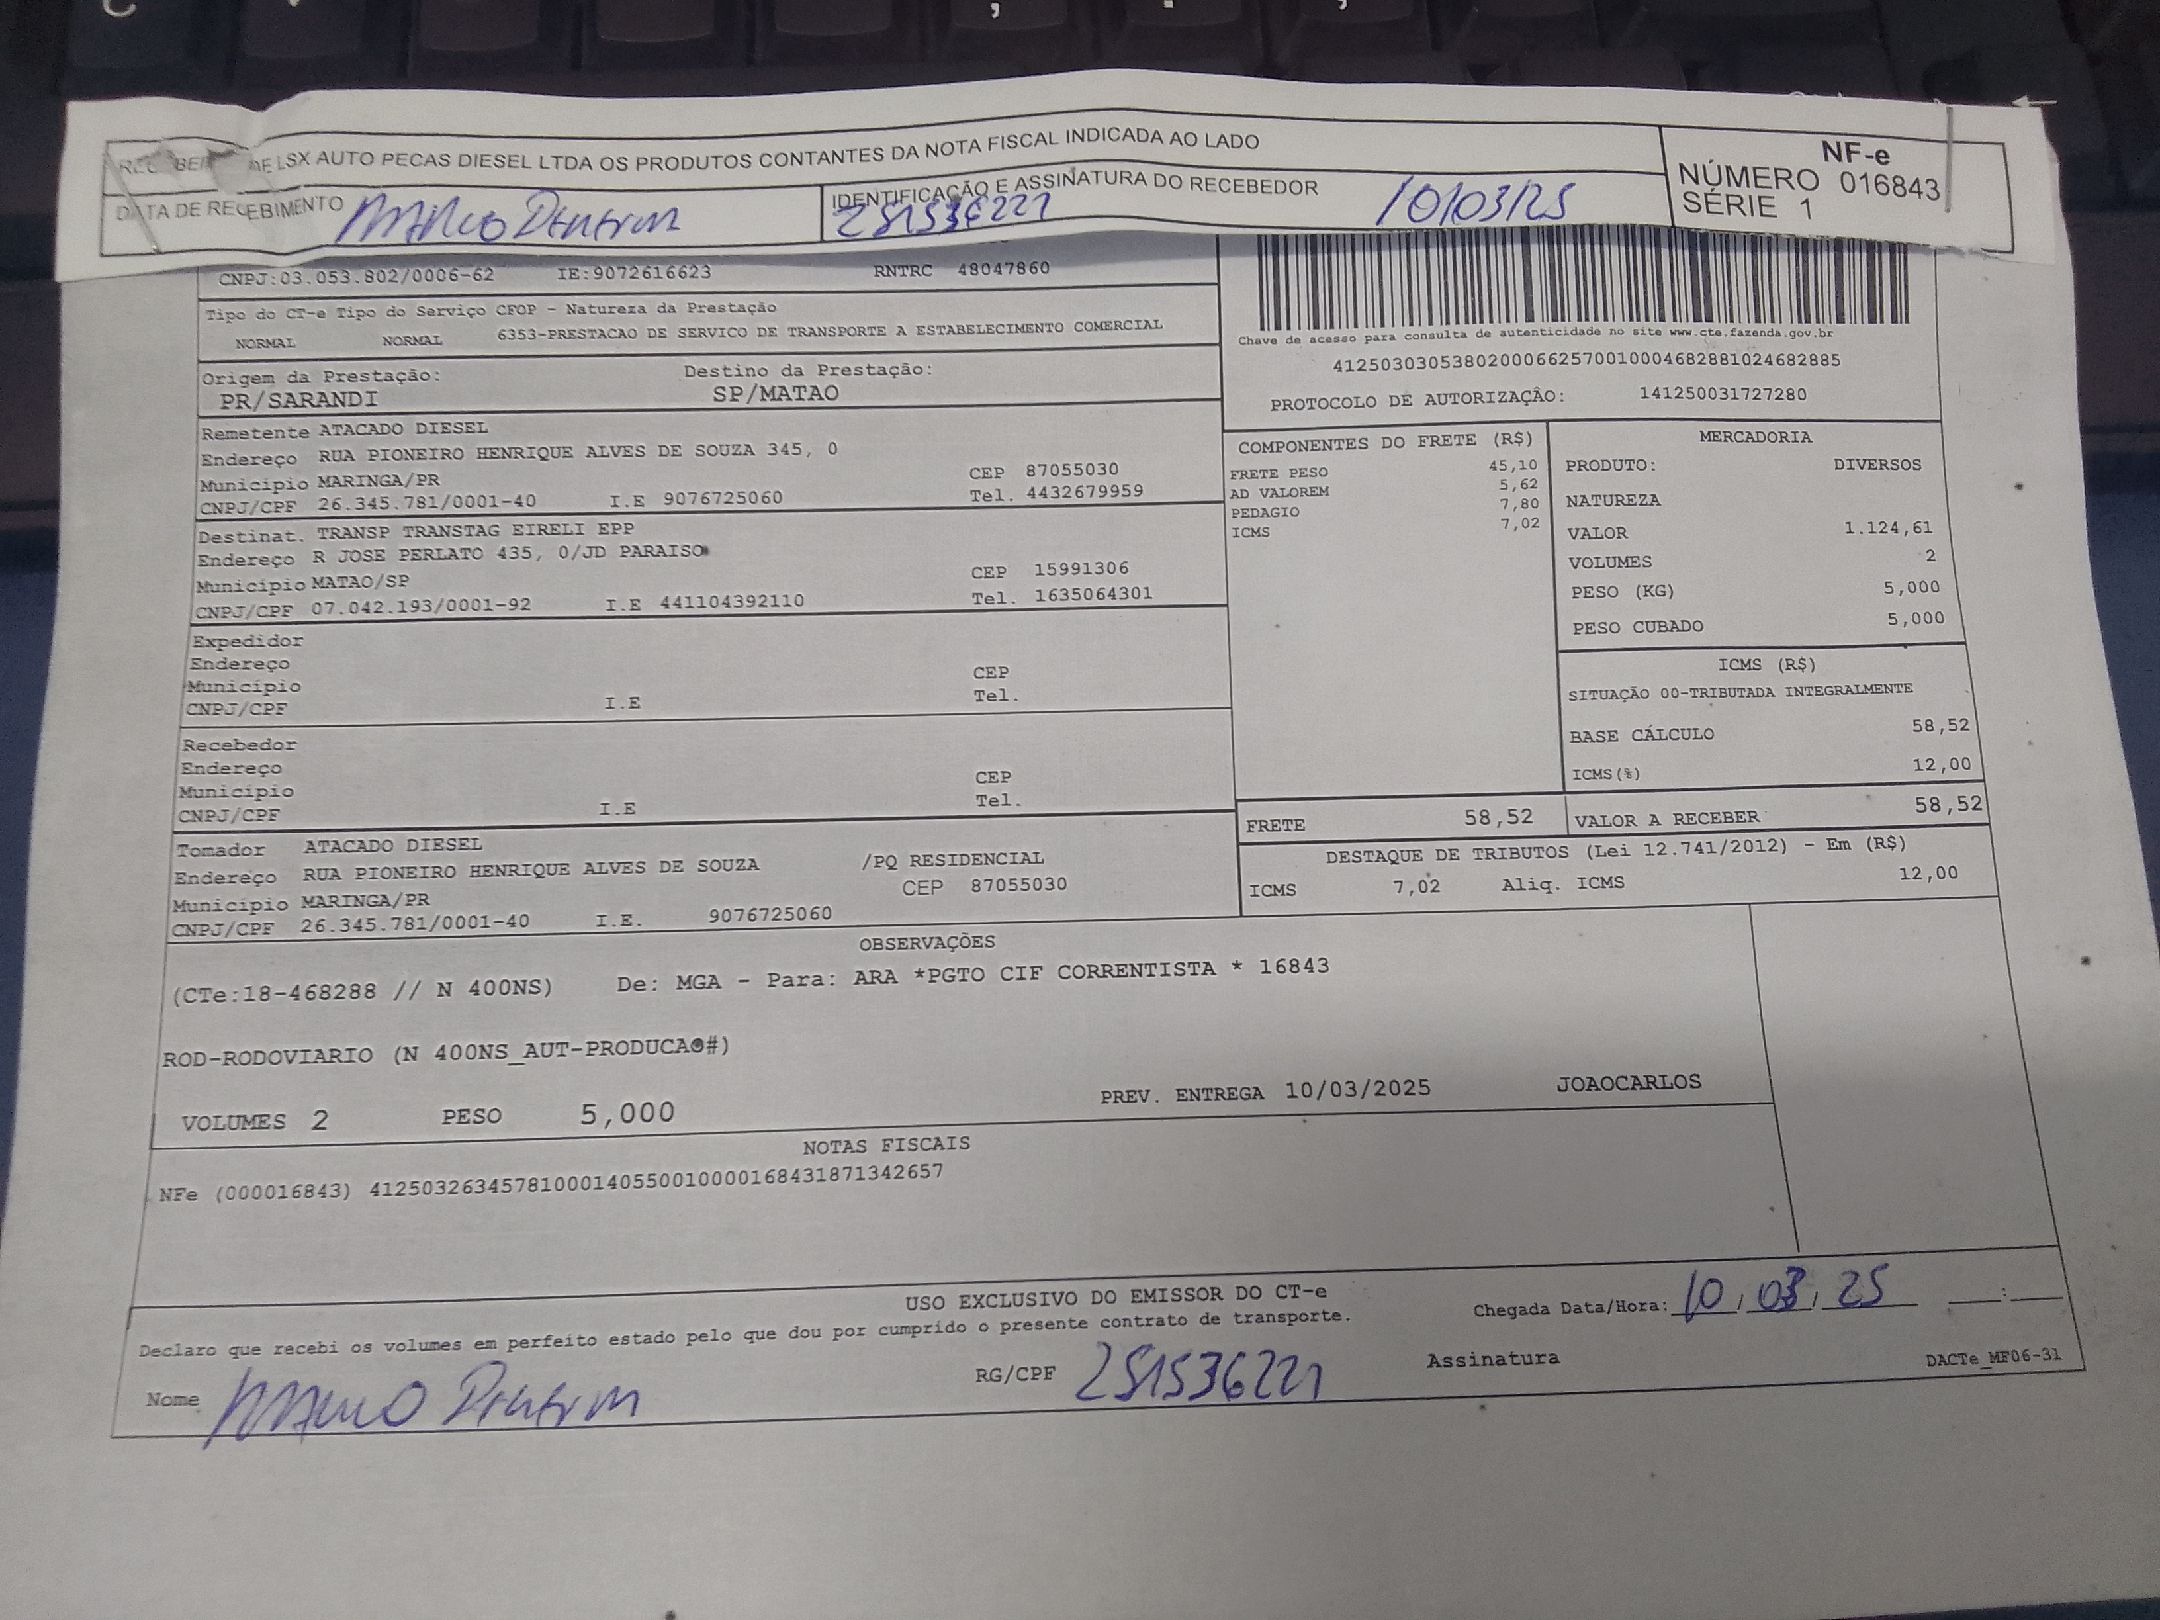 RECEBEMOS DE LSX AUTO PECAS DIESEL LTDA OS PRODUTOS CONTANTES DA NOTA FISCAL INDICADA AO LADO
NF-e
NÚMERO 016843
SÉRIE 1
DATA DE RECEBIMENTO
IDENTIFICAÇÃO E ASSINATURA DO RECEBEDOR
251536221
10/03/25
CNPJ:03.053.802/0006-62 IE:9072616623 RNTRC 48047860
Tipo do CT-e Tipo do Serviço CFOP - Natureza da Prestação
NORMAL NORMAL 6353-PRESTACAO DE SERVICO DE TRANSPORTE A ESTABELECIMENTO COMERCIAL
Chave de acesso para consulta de autenticidade no site www.cte.fazenda.gov.br
41250303053802000662570010004682881024682885
PROTOCOLO DE AUTORIZAÇÂO: 141250031727280
Origem da Prestação: Destino da Prestação:
PR/SARANDI SP/MATAO
Remetente ATACADO DIESEL
Endereço RUA PIONEIRO HENRIQUE ALVES DE SOUZA 345, 0
Município MARINGA/PR CEP 87055030
CNPJ/CPF 26.345.781/0001-40 I.E 9076725060 Tel. 4432679959
Destinat. TRANSP TRANSTAG EIRELI EPP
Endereço R JOSE PERLATO 435, 0/JD PARAISO
Município MATAO/SP CEP 15991306
CNPJ/CPF 07.042.193/0001-92 I.E 441104392110 Tel. 1635064301
Expedidor
Endereço
Município CEP
CNPJ/CPF I.E Tel.
Recebedor
Endereço
Município CEP
CNPJ/CPF I.E Tel.
Tomador ATACADO DIESEL
Endereço RUA PIONEIRO HENRIQUE ALVES DE SOUZA /PQ RESIDENCIAL
Município MARINGA/PR CEP 87055030
CNPJ/CPF 26.345.781/0001-40 I.E. 9076725060
COMPONENTES DO FRETE (R$)
FRETE PESO 45,10
AD VALOREM 5,62
PEDAGIO 7,80
ICMS 7,02
MERCADORIA
PRODUTO: DIVERSOS
NATUREZA
VALOR 1.124,61
VOLUMES 2
PESO (KG) 5,000
PESO CUBADO 5,000
ICMS (R$)
SITUAÇÃO 00-TRIBUTADA INTEGRALMENTE
BASE CÁLCULO 58,52
ICMS(%) 12,00
FRETE 58,52 VALOR A RECEBER 58,52
DESTAQUE DE TRIBUTOS (Lei 12.741/2012) - Em (R$)
ICMS 7,02 Aliq. ICMS 12,00
OBSERVAÇÕES
(CTe:18-468288 // N 400NS) De: MGA - Para: ARA *PGTO CIF CORRENTISTA * 16843
ROD-RODOVIARIO (N 400NS_AUT-PRODUCAO#)
VOLUMES 2 PESO 5,000 PREV. ENTREGA 10/03/2025 JOAOCARLOS
NOTAS FISCAIS
NFe (000016843) 41250326345781000140550010000168431871342657
USO EXCLUSIVO DO EMISSOR DO CT-e
Declaro que recebi os volumes em perfeito estado pelo que dou por cumprido o presente contrato de transporte.
Chegada Data/Hora: 10/03/25 __:__
Nome RG/CPF 251536221 Assinatura
DACTe_MF06-31